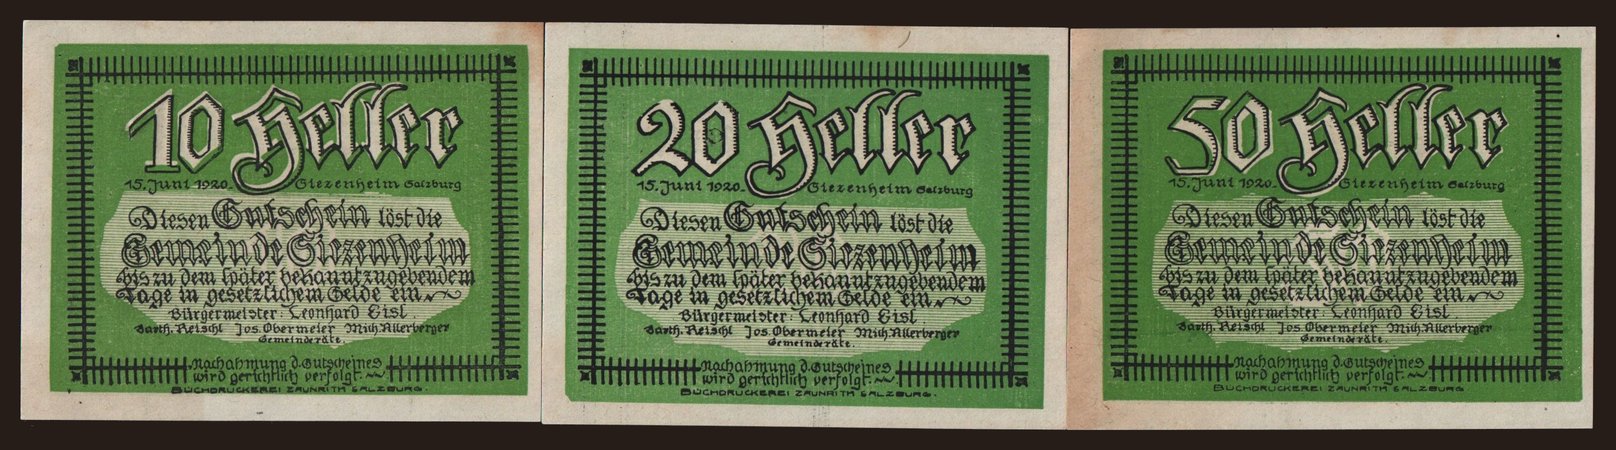 10 Heller
15. Juni 1920. Siezenheim Salzburg
Diesen Gutschein löst die
Gemeinde Siezenheim
bis zu dem später bekanntzugebendem
Tage in gesetzlichem Gelde ein.
Bürgermeister: Leonhard Eisl.
Barth. Reischl Jos. Obermeier Mich. Allerberger
Gemeinderäte.
Nachahmung d. Gutscheines
wird gerichtlich verfolgt.
BUCHDRUCKEREI ZAUNRITH SALZBURG.
20 Heller
15. Juni 1920. Siezenheim Salzburg
Diesen Gutschein löst die
Gemeinde Siezenheim
bis zu dem später bekanntzugebendem
Tage in gesetzlichem Gelde ein.
Bürgermeister: Leonhard Eisl.
Barth. Reischl Jos. Obermeier Mich. Allerberger
Gemeinderäte.
Nachahmung d. Gutscheines
wird gerichtlich verfolgt.
BUCHDRUCKEREI ZAUNRITH SALZBURG.
50 Heller
15. Juni 1920. Siezenheim Salzburg
Diesen Gutschein löst die
Gemeinde Siezenheim
bis zu dem später bekanntzugebendem
Tage in gesetzlichem Gelde ein.
Bürgermeister: Leonhard Eisl.
Barth. Reischl Jos. Obermeier Mich. Allerberger
Gemeinderäte.
Nachahmung d. Gutscheines
wird gerichtlich verfolgt.
BUCHDRUCKEREI ZAUNRITH SALZBURG.